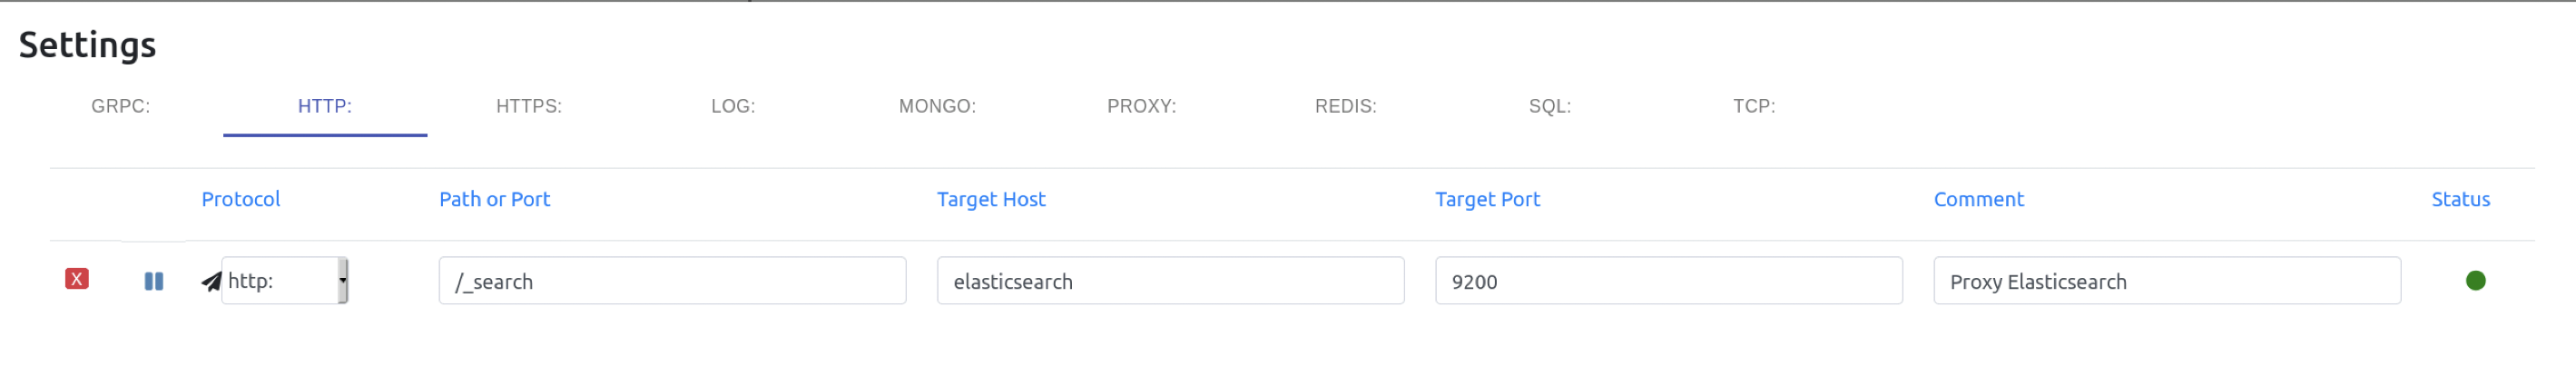 Settings
GRPC: HTTP: HTTPS: LOG: MONGO: PROXY: REDIS: SQL: TCP:
Protocol Path or Port Target Host Target Port Comment Status
X http: /_search elasticsearch 9200 Proxy Elasticsearch